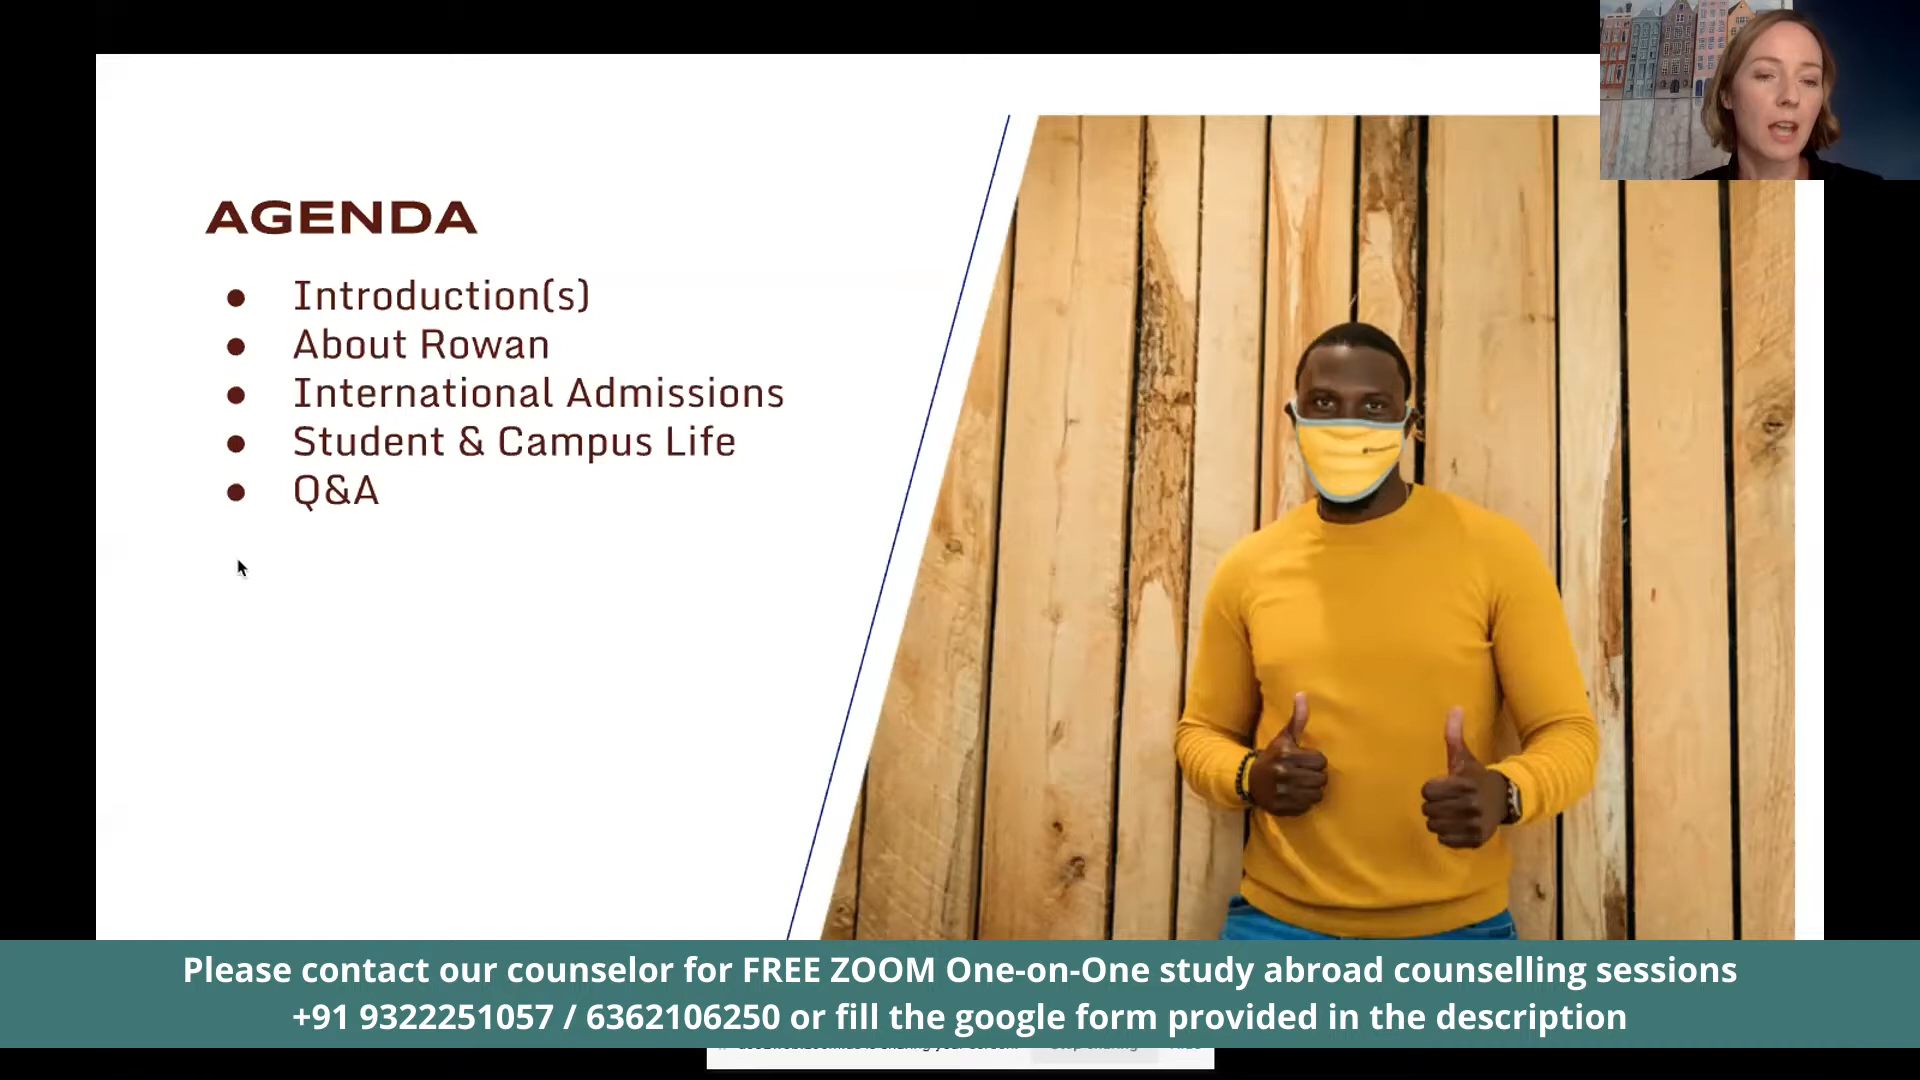 AGENDA
● Introduction(s)
● About Rowan
● International Admissions
● Student & Campus Life
● Q&A
Please contact our counselor for FREE ZOOM One-on-One study abroad counselling sessions
+91 9322251057 / 6362106250 or fill the google form provided in the description